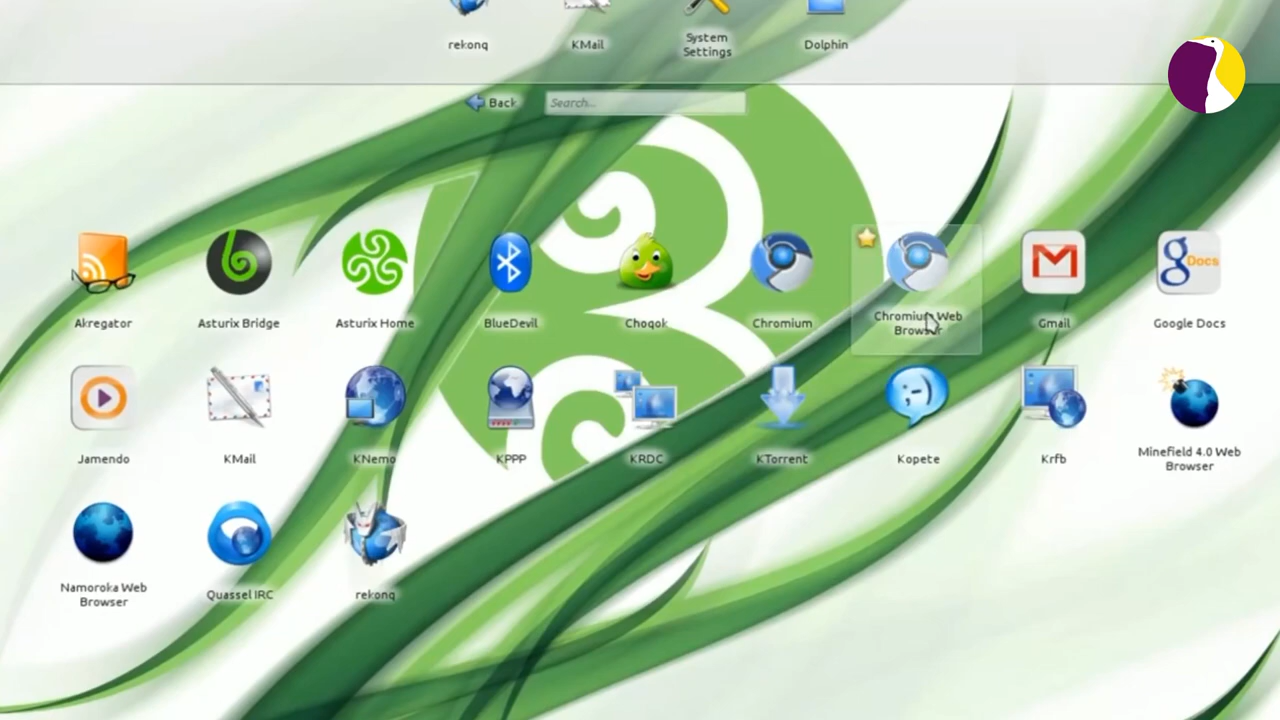 rekonq
KMail
System
Settings
Dolphin
Back
Search...
Akregator
Asturix Bridge
Asturix Home
BlueDevil
Choqok
Chromium
Chromium Web
Browser
Gmail
Google Docs
g Docs
Jamendo
KMail
KNemo
KPPP
KRDC
KTorrent
Kopete
Krfb
Minefield 4.0 Web
Browser
Namoroka Web
Browser
Quassel IRC
rekonq